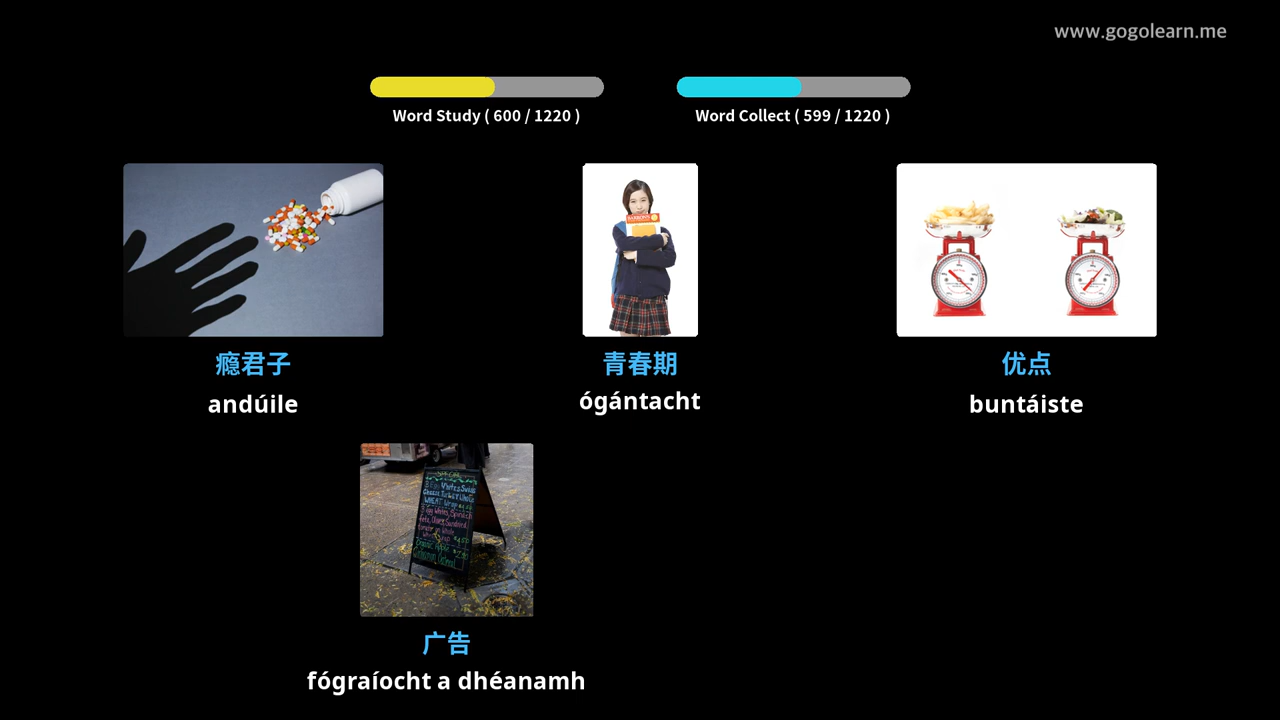 www.gogolearn.me
Word Study ( 600 / 1220 )
Word Collect ( 599 / 1220 )
瘾君子
andúile
青春期
ógántacht
优点
buntáiste
广告
fógraíocht a dhéanamh